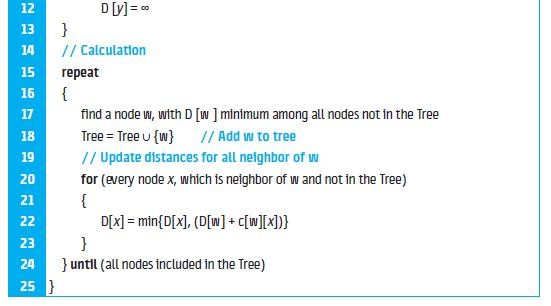 12 D [y] = ∞
13 }
14 // Calculation
15 repeat
16 {
17 find a node w, with D [w ] minimum among all nodes not in the Tree
18 Tree = Tree ∪ {w} // Add w to tree
19 // Update distances for all neighbor of w
20 for (every node x, which is neighbor of w and not in the Tree)
21 {
22 D[x] = min{D[x], (D[w] + c[w][x])}
23 }
24 } until (all nodes included in the Tree)
25 }